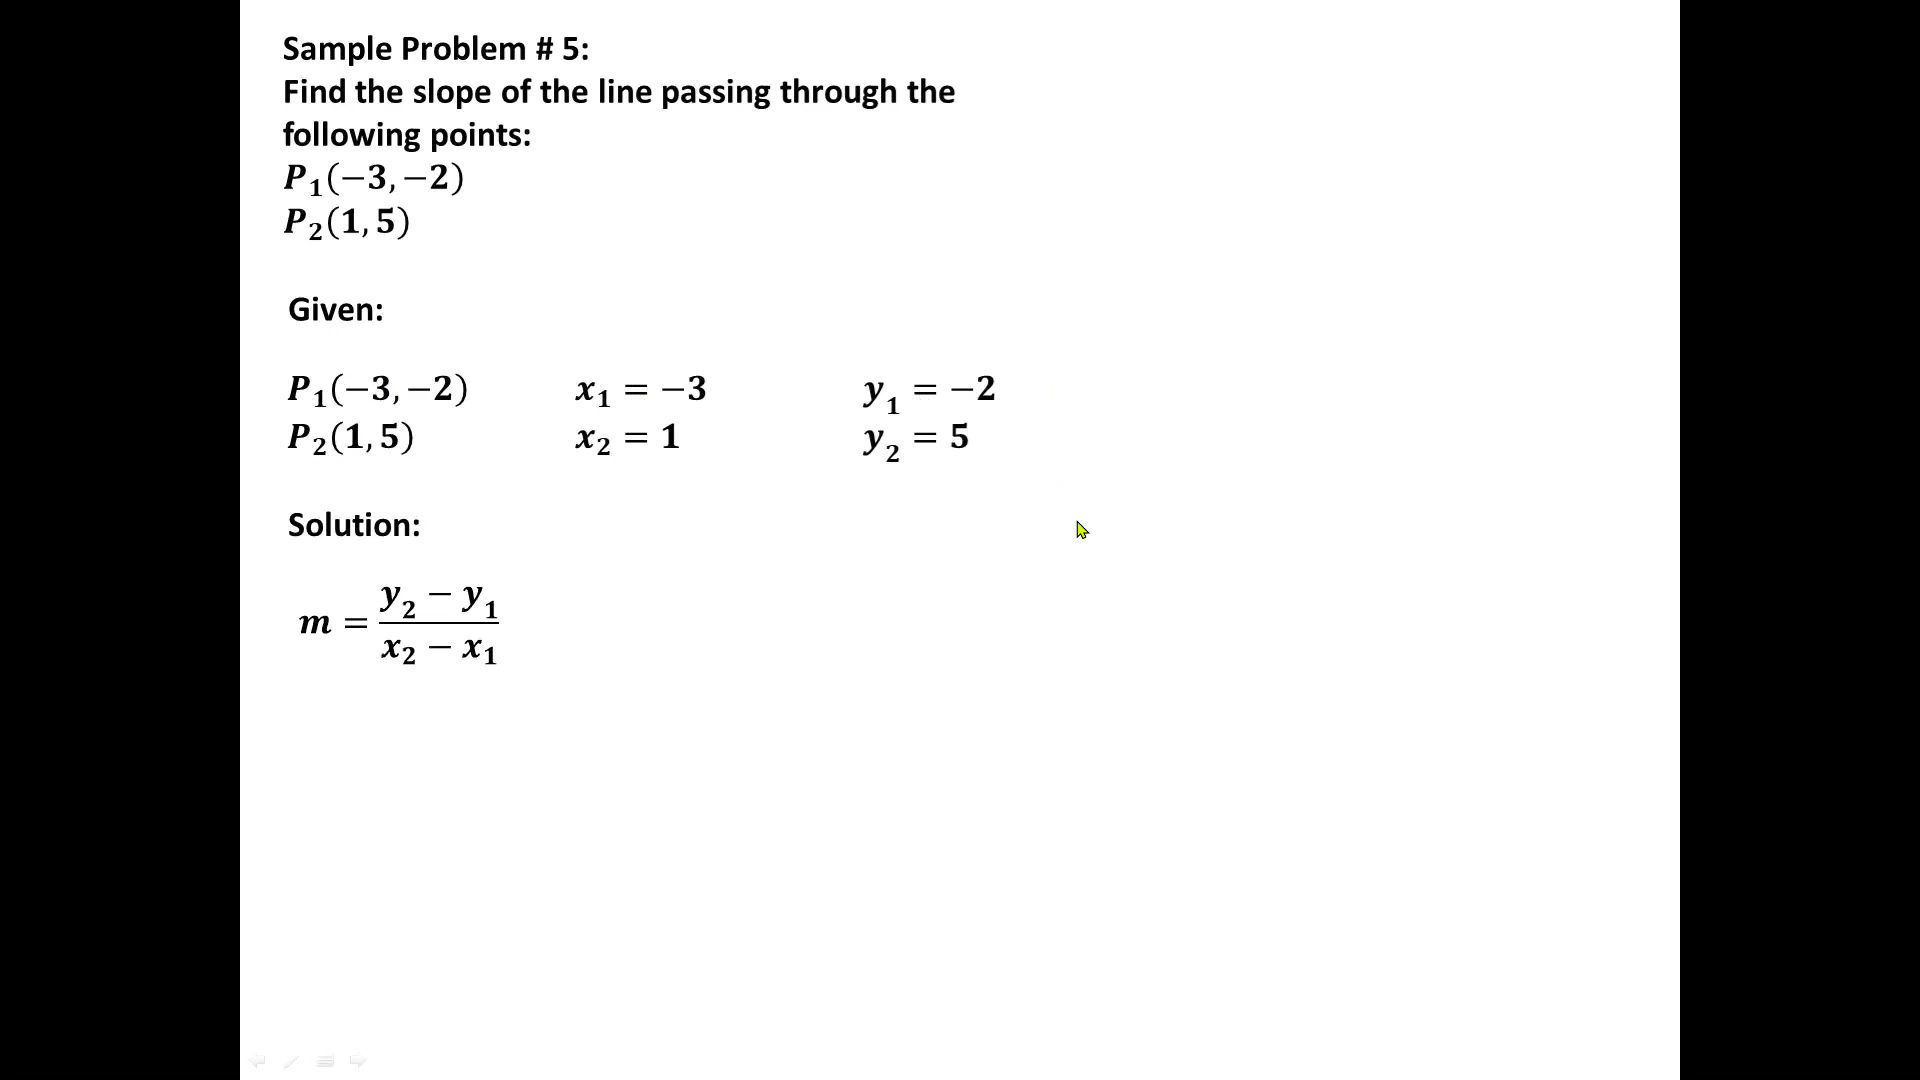 Sample Problem # 5:
Find the slope of the line passing through the
following points:
P₁(−3,−2)
P₂(1,5)
Given:
P₁(−3,−2) x₁ = −3 y₁ = −2
P₂(1,5) x₂ = 1 y₂ = 5
Solution:
m = (y₂ − y₁)/(x₂ − x₁)